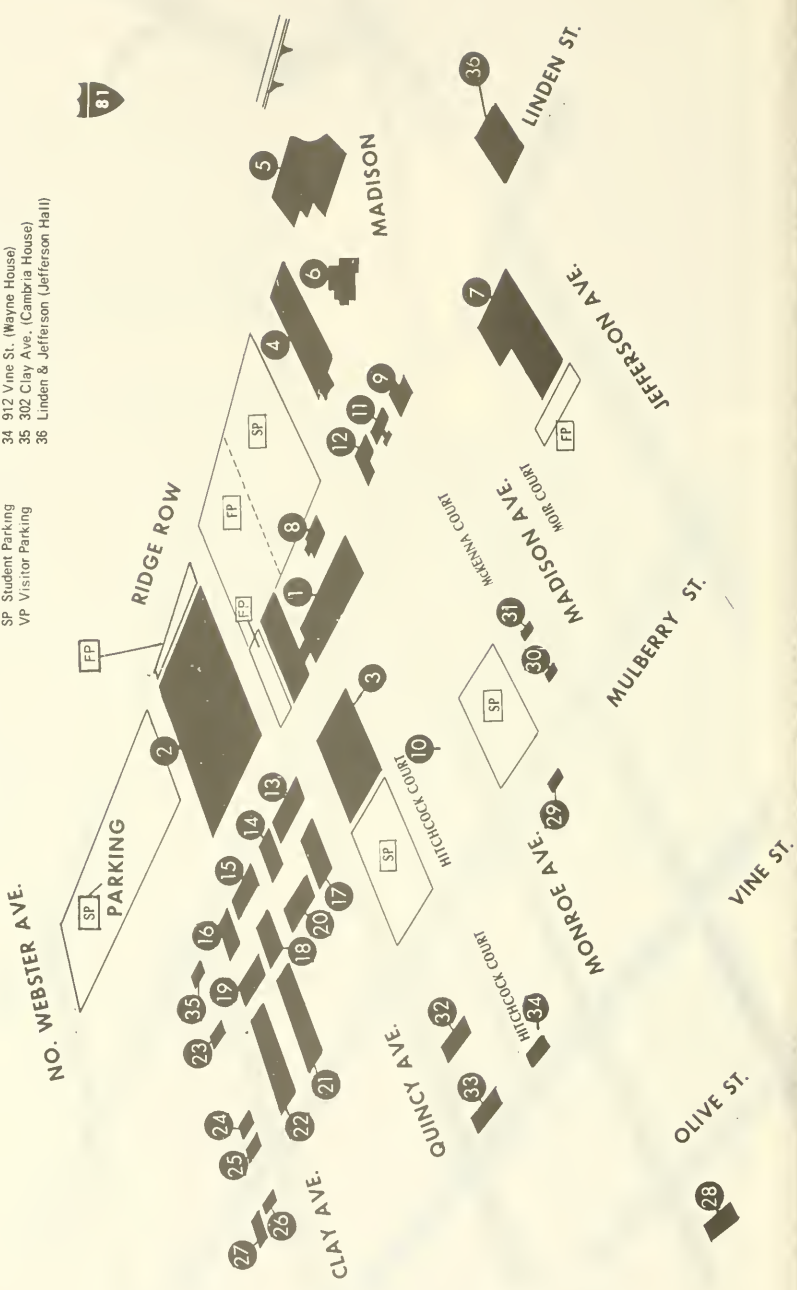 SP Student Parking
VP Visitor Parking
34 912 Vine St. (Wayne House)
35 302 Clay Ave. (Cambria House)
36 Linden & Jefferson (Jefferson Hall)
81
NO. WEBSTER AVE.
SP
PARKING
RIDGE ROW
FP
2
FP
FP
SP
4
5
6
MADISON
36
LINDEN ST.
7
FP
JEFFERSON AVE.
8
1
12
11
9
3
10
HITCHCOCK COURT
SP
MCKENNA COURT
MADISON AVE.
MOIR COURT
31
30
SP
29
MULBERRY ST.
MONROE AVE.
VINE ST.
13
14
15
16
17
20
18
19
35
23
21
22
24
25
26
27
CLAY AVE.
QUINCY AVE.
32
33
HITCHCOCK COURT
34
OLIVE ST.
28